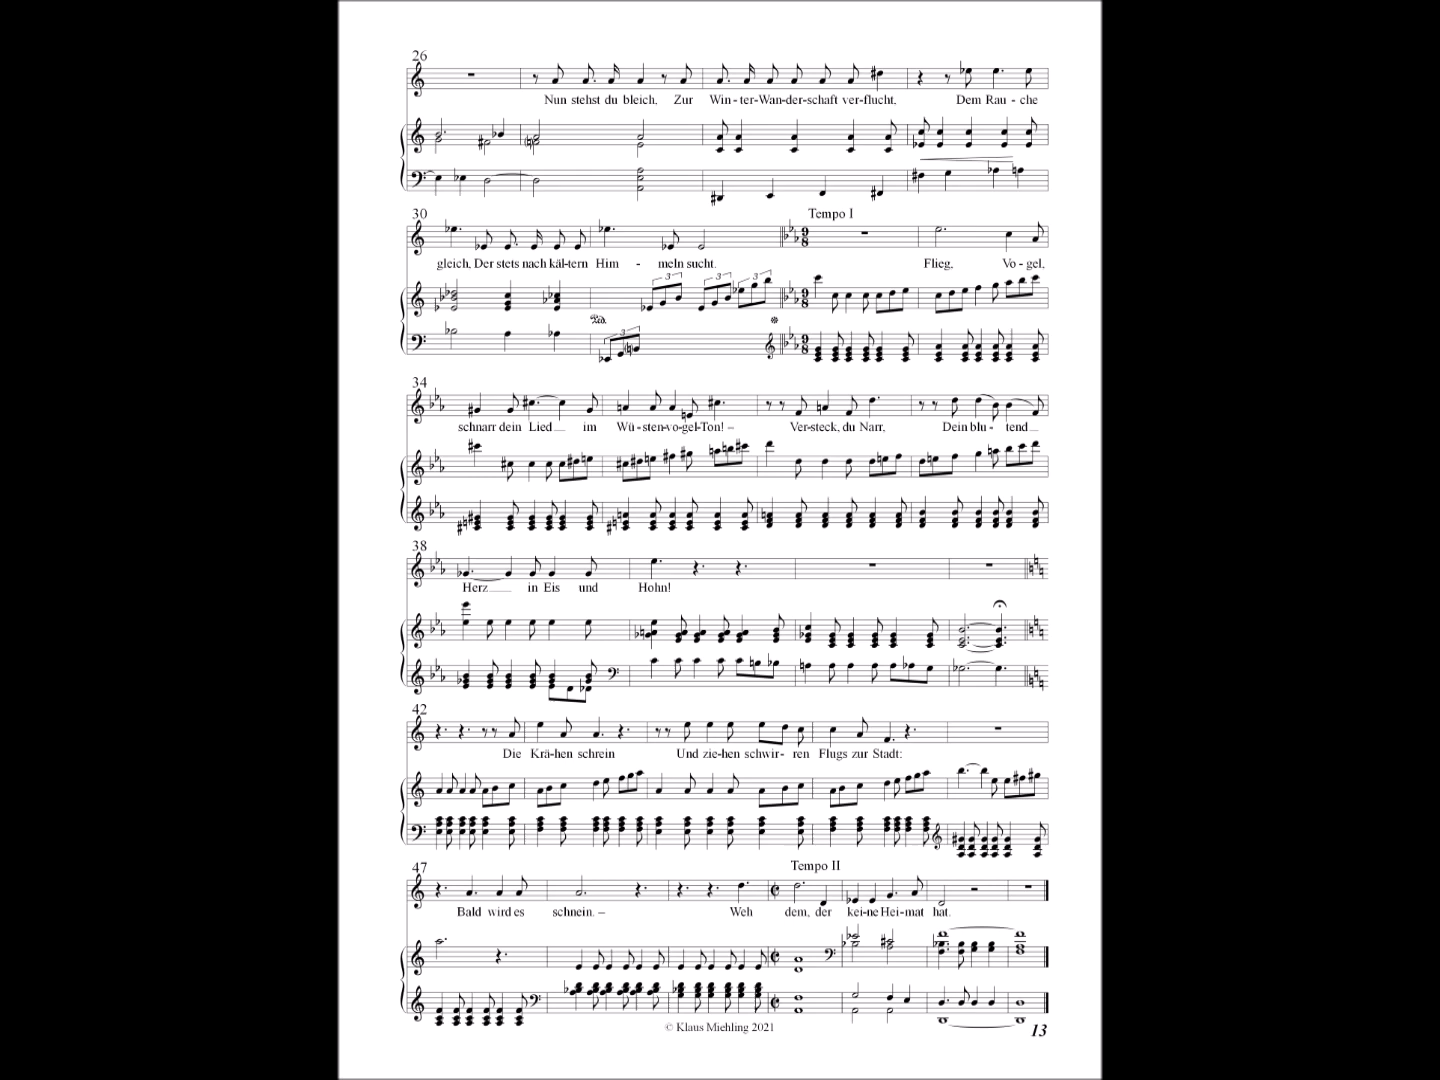 26
Nun stehst du bleich, Zur Win-ter-Wan-der-schaft ver-flucht, Dem Rau-che
30
Tempo I
gleich, Der stets nach käl-tern Him-meln sucht. Flieg, Vo-gel,
3 3 3
3
34
schnarr dein Lied im Wü-sten-vo-gel-Ton! – Ver-steck, du Narr, Dein blu-tend
38
Herz in Eis und Hohn!
42
Die Krä-hen schrein Und zie-hen schwir-ren Flugs zur Stadt:
47
Tempo II
Bald wird es schnein. – Weh dem, der kei-ne Hei-mat hat.
© Klaus Miehling 2021
13